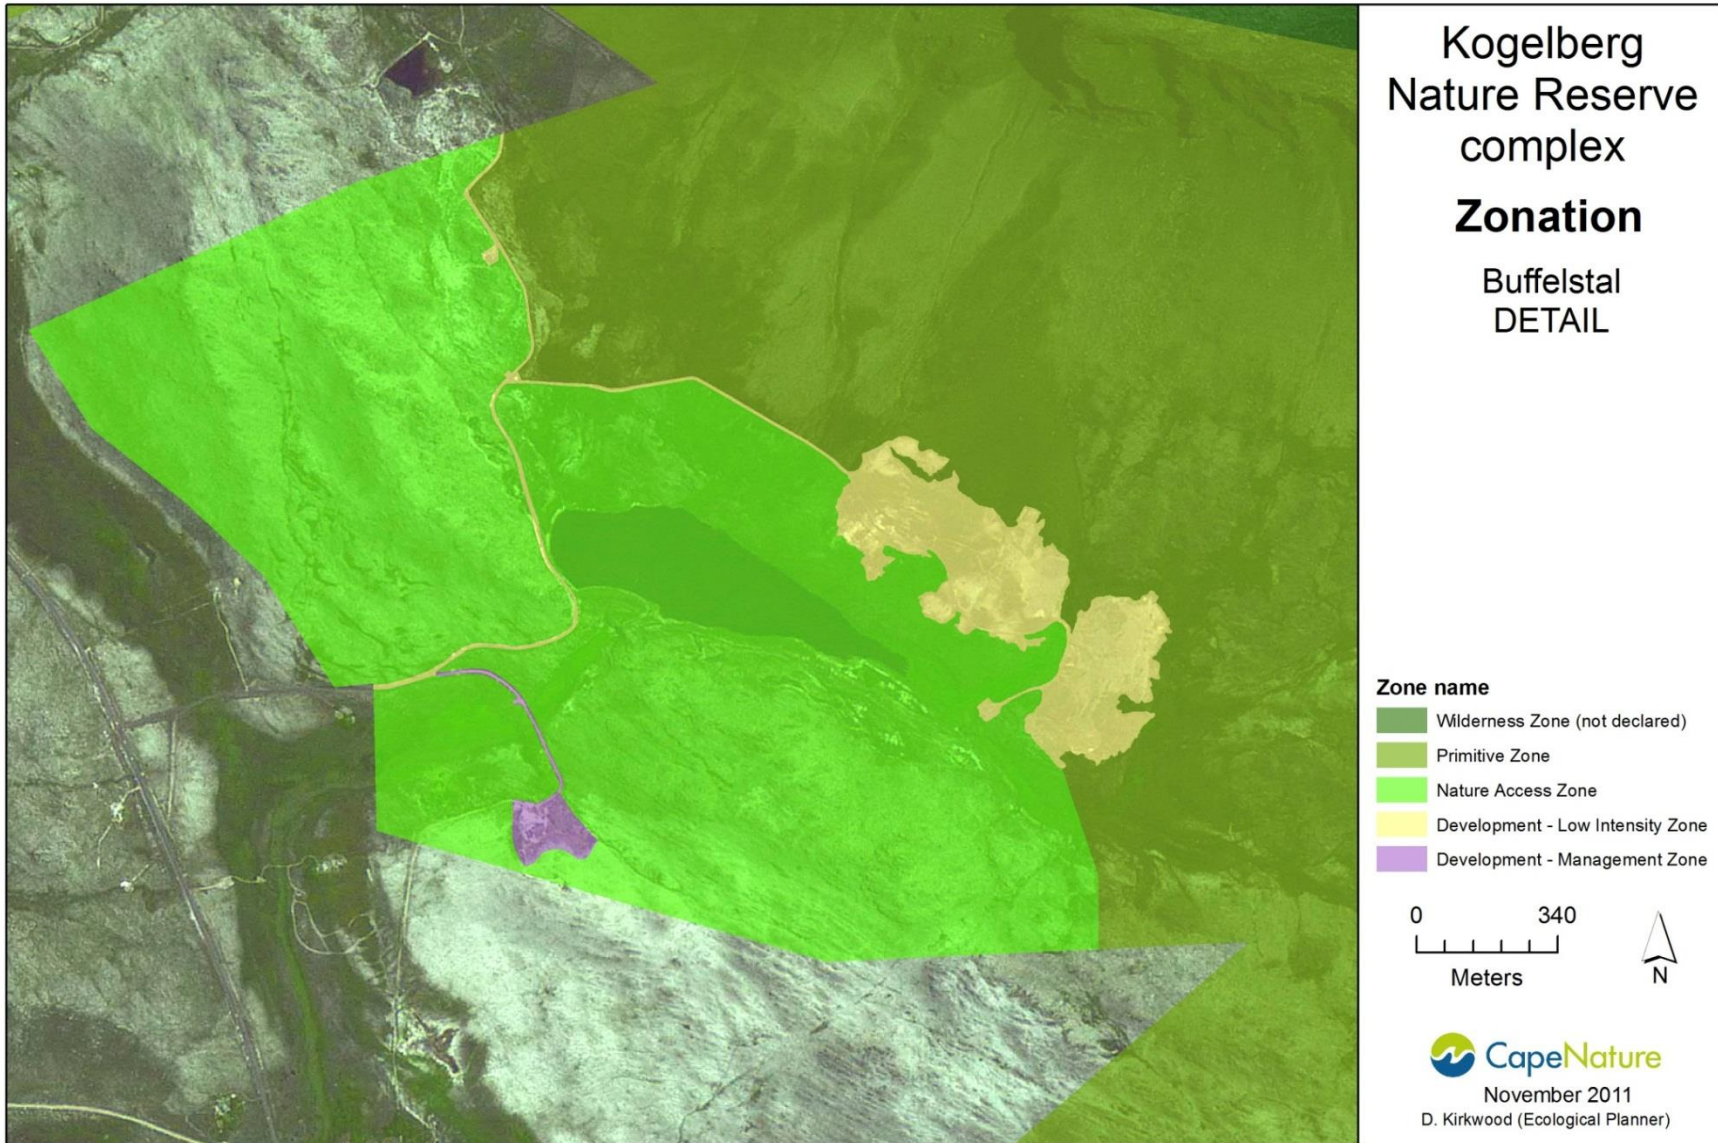 Kogelberg
Nature Reserve
complex
Zonation
Buffelstal
DETAIL
Zone name
Wilderness Zone (not declared)
Primitive Zone
Nature Access Zone
Development - Low Intensity Zone
Development - Management Zone
0 340
Meters
N
CapeNature
November 2011
D. Kirkwood (Ecological Planner)